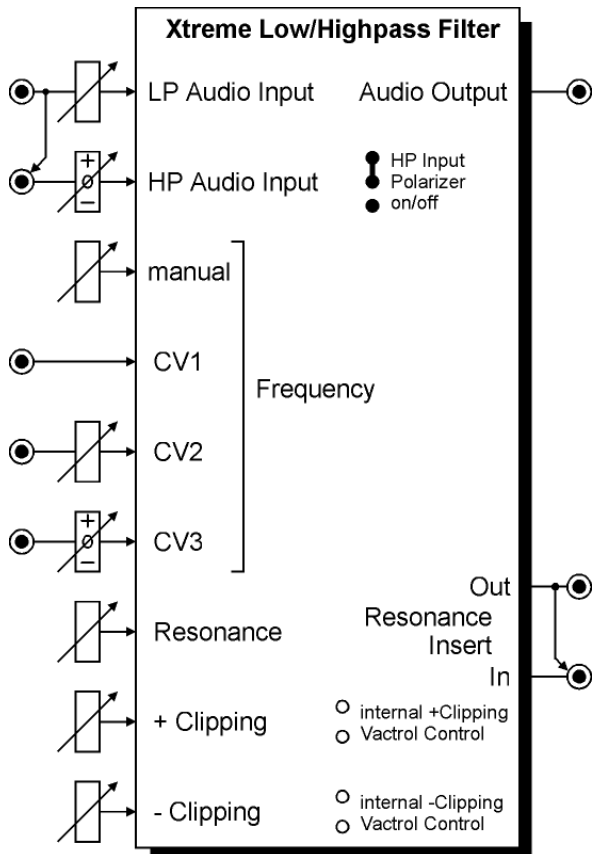 Xtreme Low/Highpass Filter
LP Audio Input
Audio Output
+
o
−
HP Audio Input
HP Input
Polarizer
on/off
manual
CV1
Frequency
CV2
+
o
−
CV3
Out
Resonance
Resonance
Insert
In
+ Clipping
internal +Clipping
Vactrol Control
- Clipping
internal -Clipping
Vactrol Control